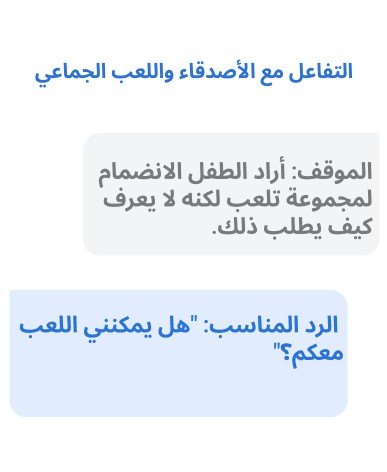 التفاعل مع الأصدقاء واللعب الجماعي
الموقف: أراد الطفل الانضمام
لمجموعة تلعب لكنه لا يعرف
كيف يطلب ذلك.
الرد المناسب: "هل يمكنني اللعب
معكم؟"